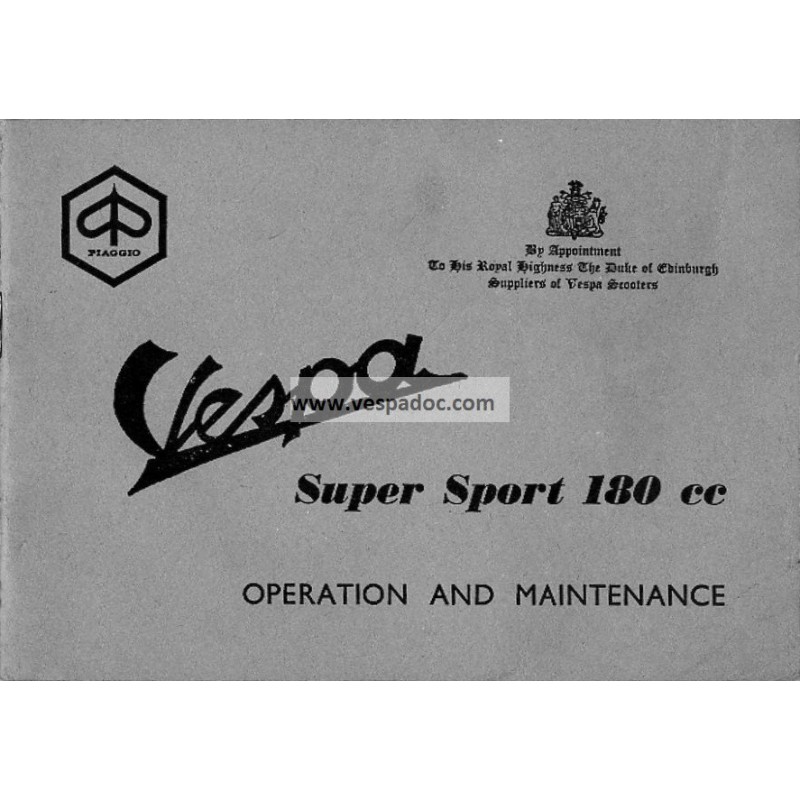 PIAGGIO
By Appointment
To His Royal Highness The Duke of Edinburgh
Suppliers of Vespa Scooters
Vespa
www.vespadoc.com
Super Sport 180 cc
OPERATION AND MAINTENANCE